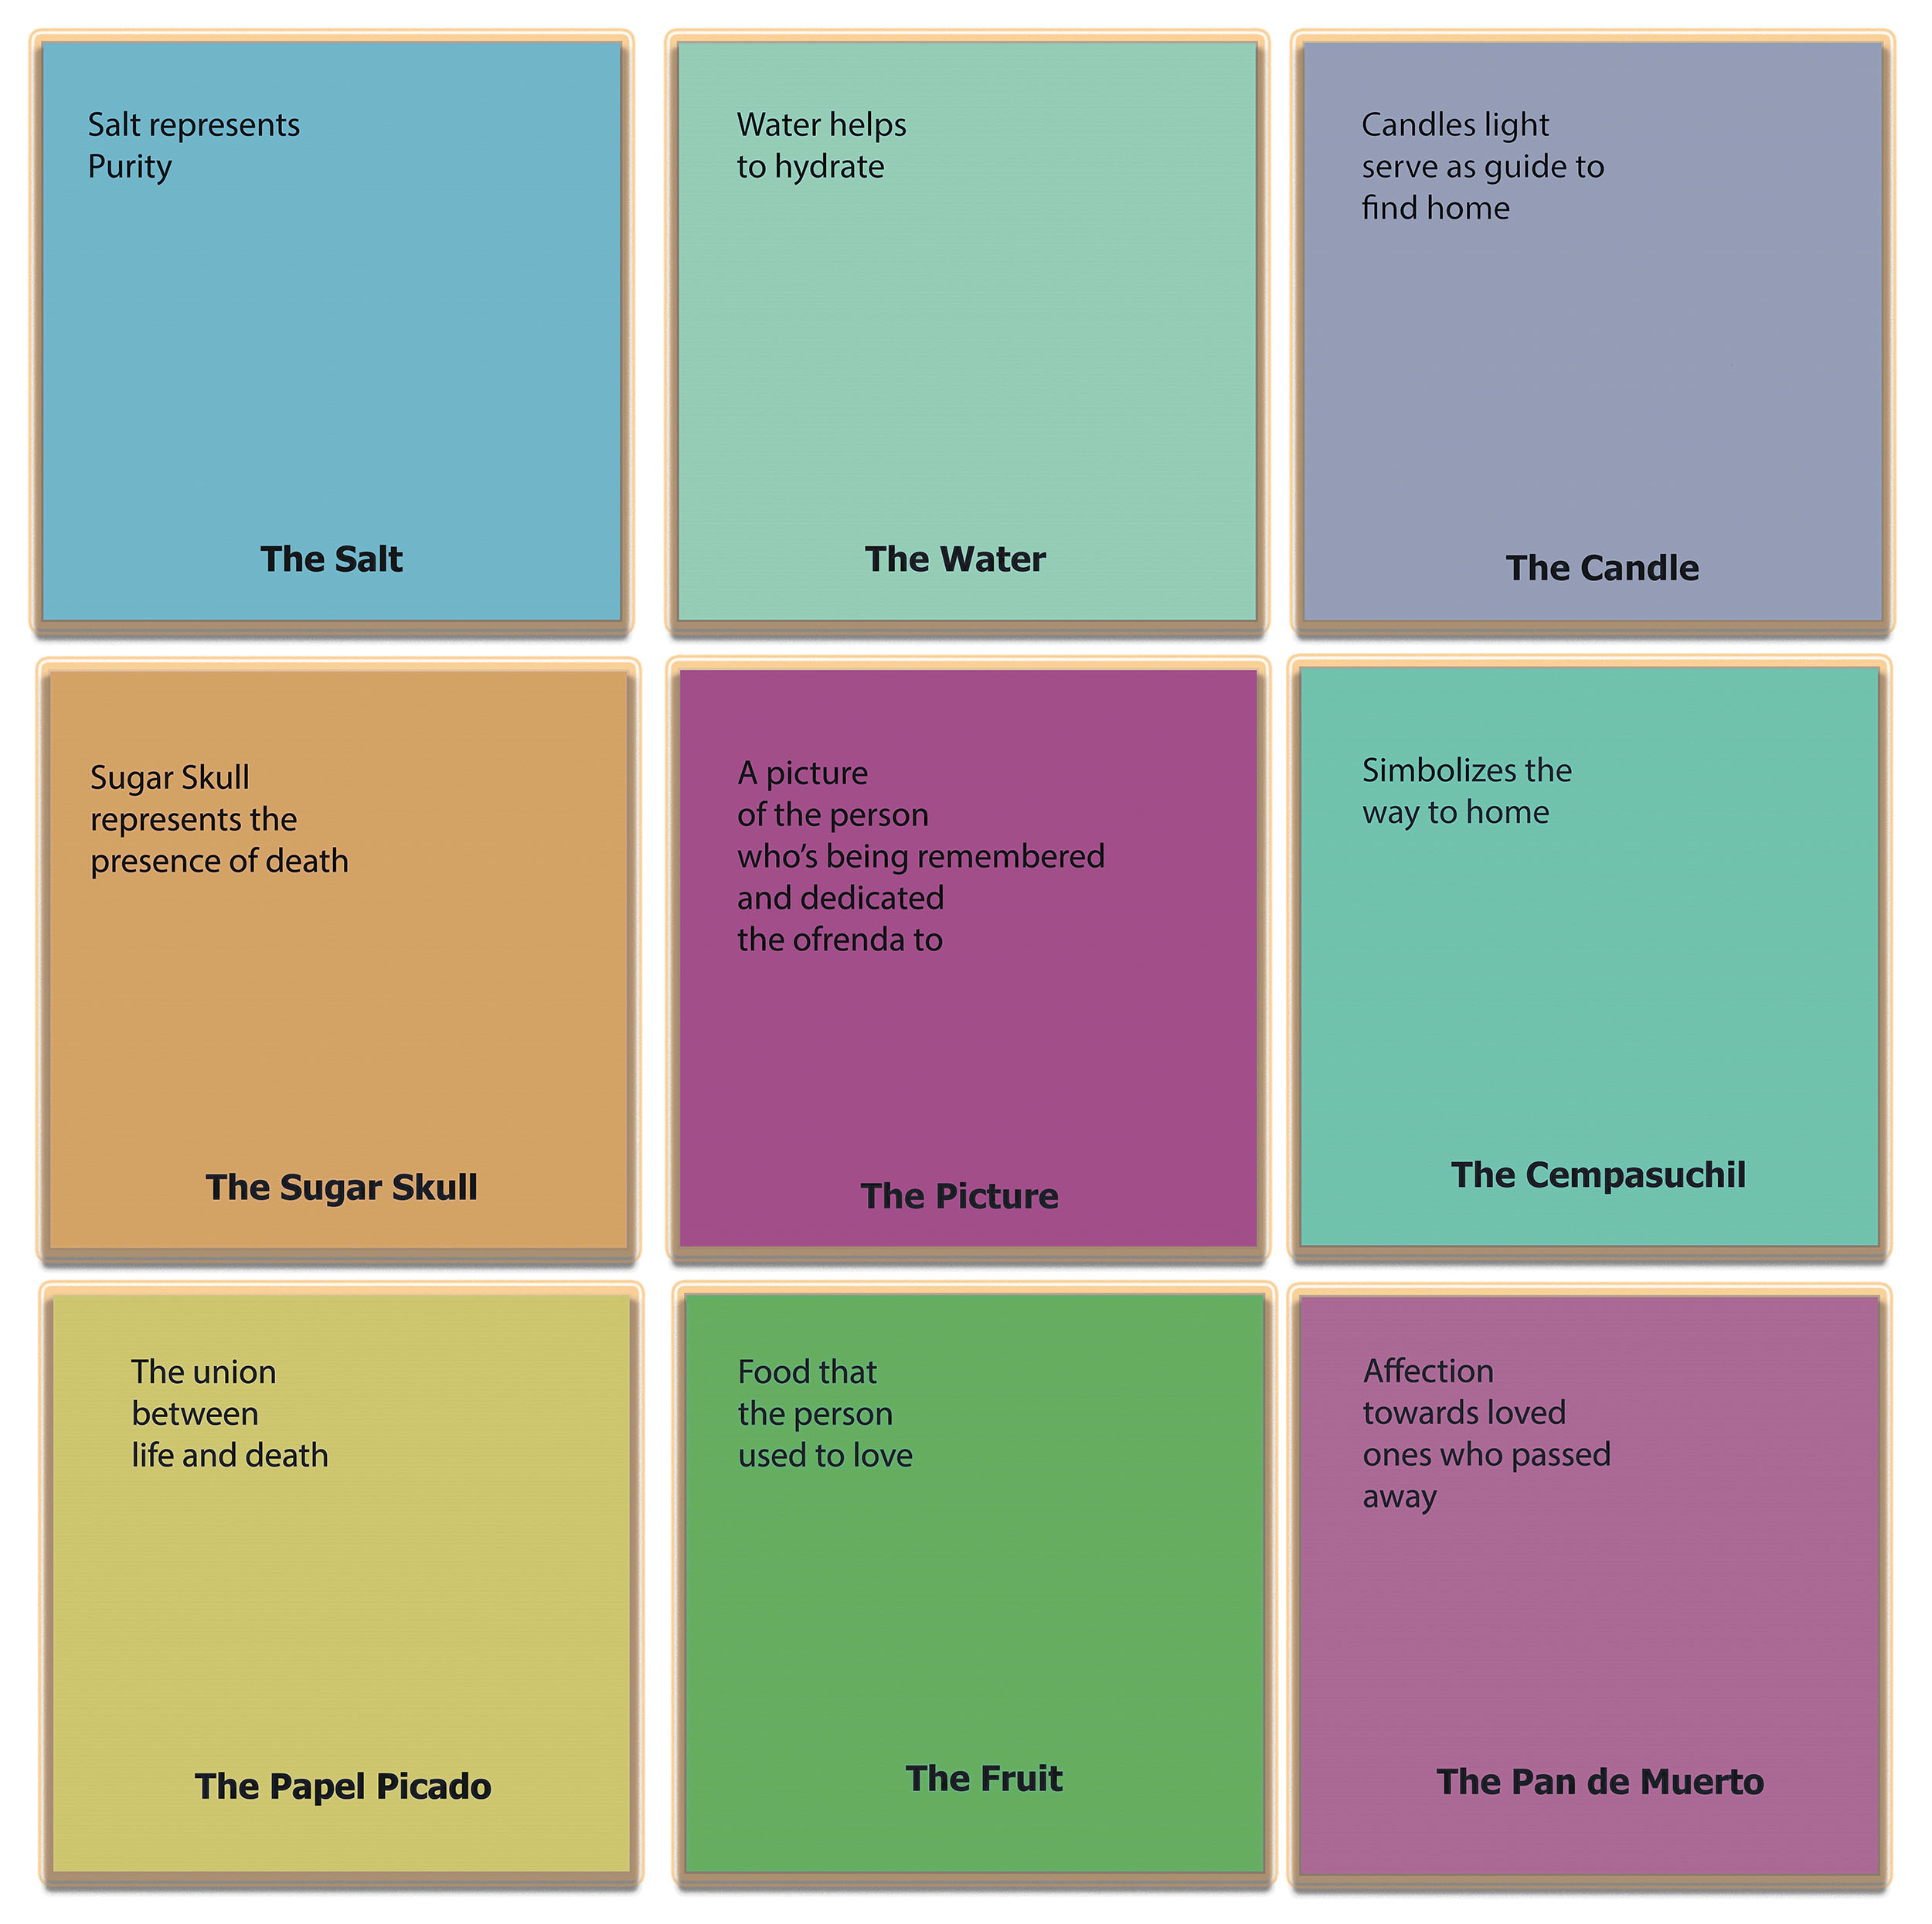 Salt represents
Purity
The Salt
Water helps
to hydrate
The Water
Candles light
serve as guide to
find home
The Candle
Sugar Skull
represents the
presence of death
The Sugar Skull
A picture
of the person
who's being remembered
and dedicated
the ofrenda to
The Picture
Simbolizes the
way to home
The Cempasuchil
The union
between
life and death
The Papel Picado
Food that
the person
used to love
The Fruit
Affection
towards loved
ones who passed
away
The Pan de Muerto